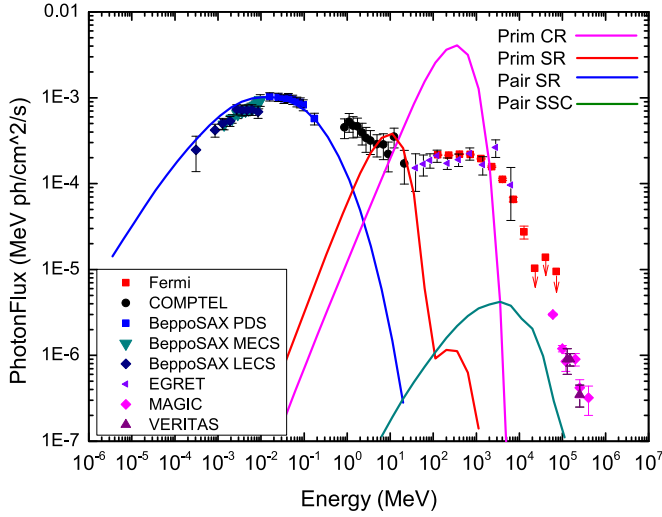 0.01
1E-3
1E-4
1E-5
1E-6
1E-7
PhotonFlux (MeV ph/cm^2/s)
Prim CR
Prim SR
Pair SR
Pair SSC
Fermi
COMPTEL
BeppoSAX PDS
BeppoSAX MECS
BeppoSAX LECS
EGRET
MAGIC
VERITAS
10^-6 10^-5 10^-4 10^-3 10^-2 10^-1 10^0 10^1 10^2 10^3 10^4 10^5 10^6 10^7
Energy (MeV)